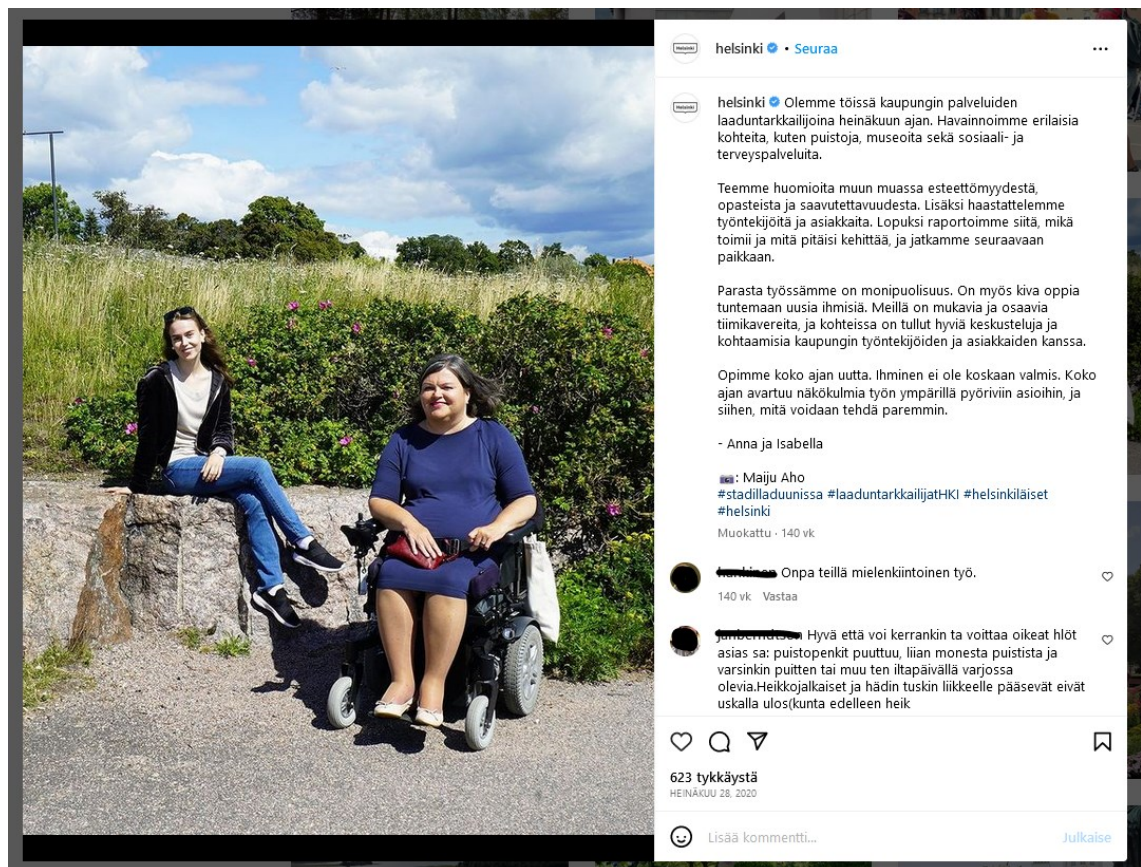 helsinki • Seuraa
helsinki Olemme töissä kaupungin palveluiden
laaduntarkkailijoina heinäkuun ajan. Havainnoimme erilaisia
kohteita, kuten puistoja, museoita sekä sosiaali- ja
terveyspalveluita.
Teemme huomioita muun muassa esteettömyydestä,
opasteista ja saavutettavuudesta. Lisäksi haastattelemme
työntekijöitä ja asiakkaita. Lopuksi raportoimme siitä, mikä
toimii ja mitä pitäisi kehittää, ja jatkamme seuraavaan
paikkaan.
Parasta työssämme on monipuolisuus. On myös kiva oppia
tuntemaan uusia ihmisiä. Meillä on mukavia ja osaavia
tiimikavereita, ja kohteissa on tullut hyviä keskusteluja ja
kohtaamisia kaupungin työntekijöiden ja asiakkaiden kanssa.
Opimme koko ajan uutta. Ihminen ei ole koskaan valmis. Koko
ajan avartuu näkökulmia työn ympärillä pyöriviin asioihin, ja
siihen, mitä voidaan tehdä paremmin.
- Anna ja Isabella
📷: Maiju Aho
#stadilladuunissa #laaduntarkkailijatHKI #helsinkiläiset
#helsinki
Muokattu · 140 vk
Onpa teillä mielenkiintoinen työ.
140 vk Vastaa
Hyvä että voi kerrankin ta voittaa oikeat hlöt
asias sa: puistopenkit puuttuu, liian monesta puistista ja
varsinkin puitten tai muu ten iltapäivällä varjossa
olevia.Heikkojalkaiset ja hädin tuskin liikkeelle pääsevät eivät
uskalla ulos(kunta edelleen heik
623 tykkäystä
HEINÄKUU 28, 2020
Lisää kommentti... Julkaise